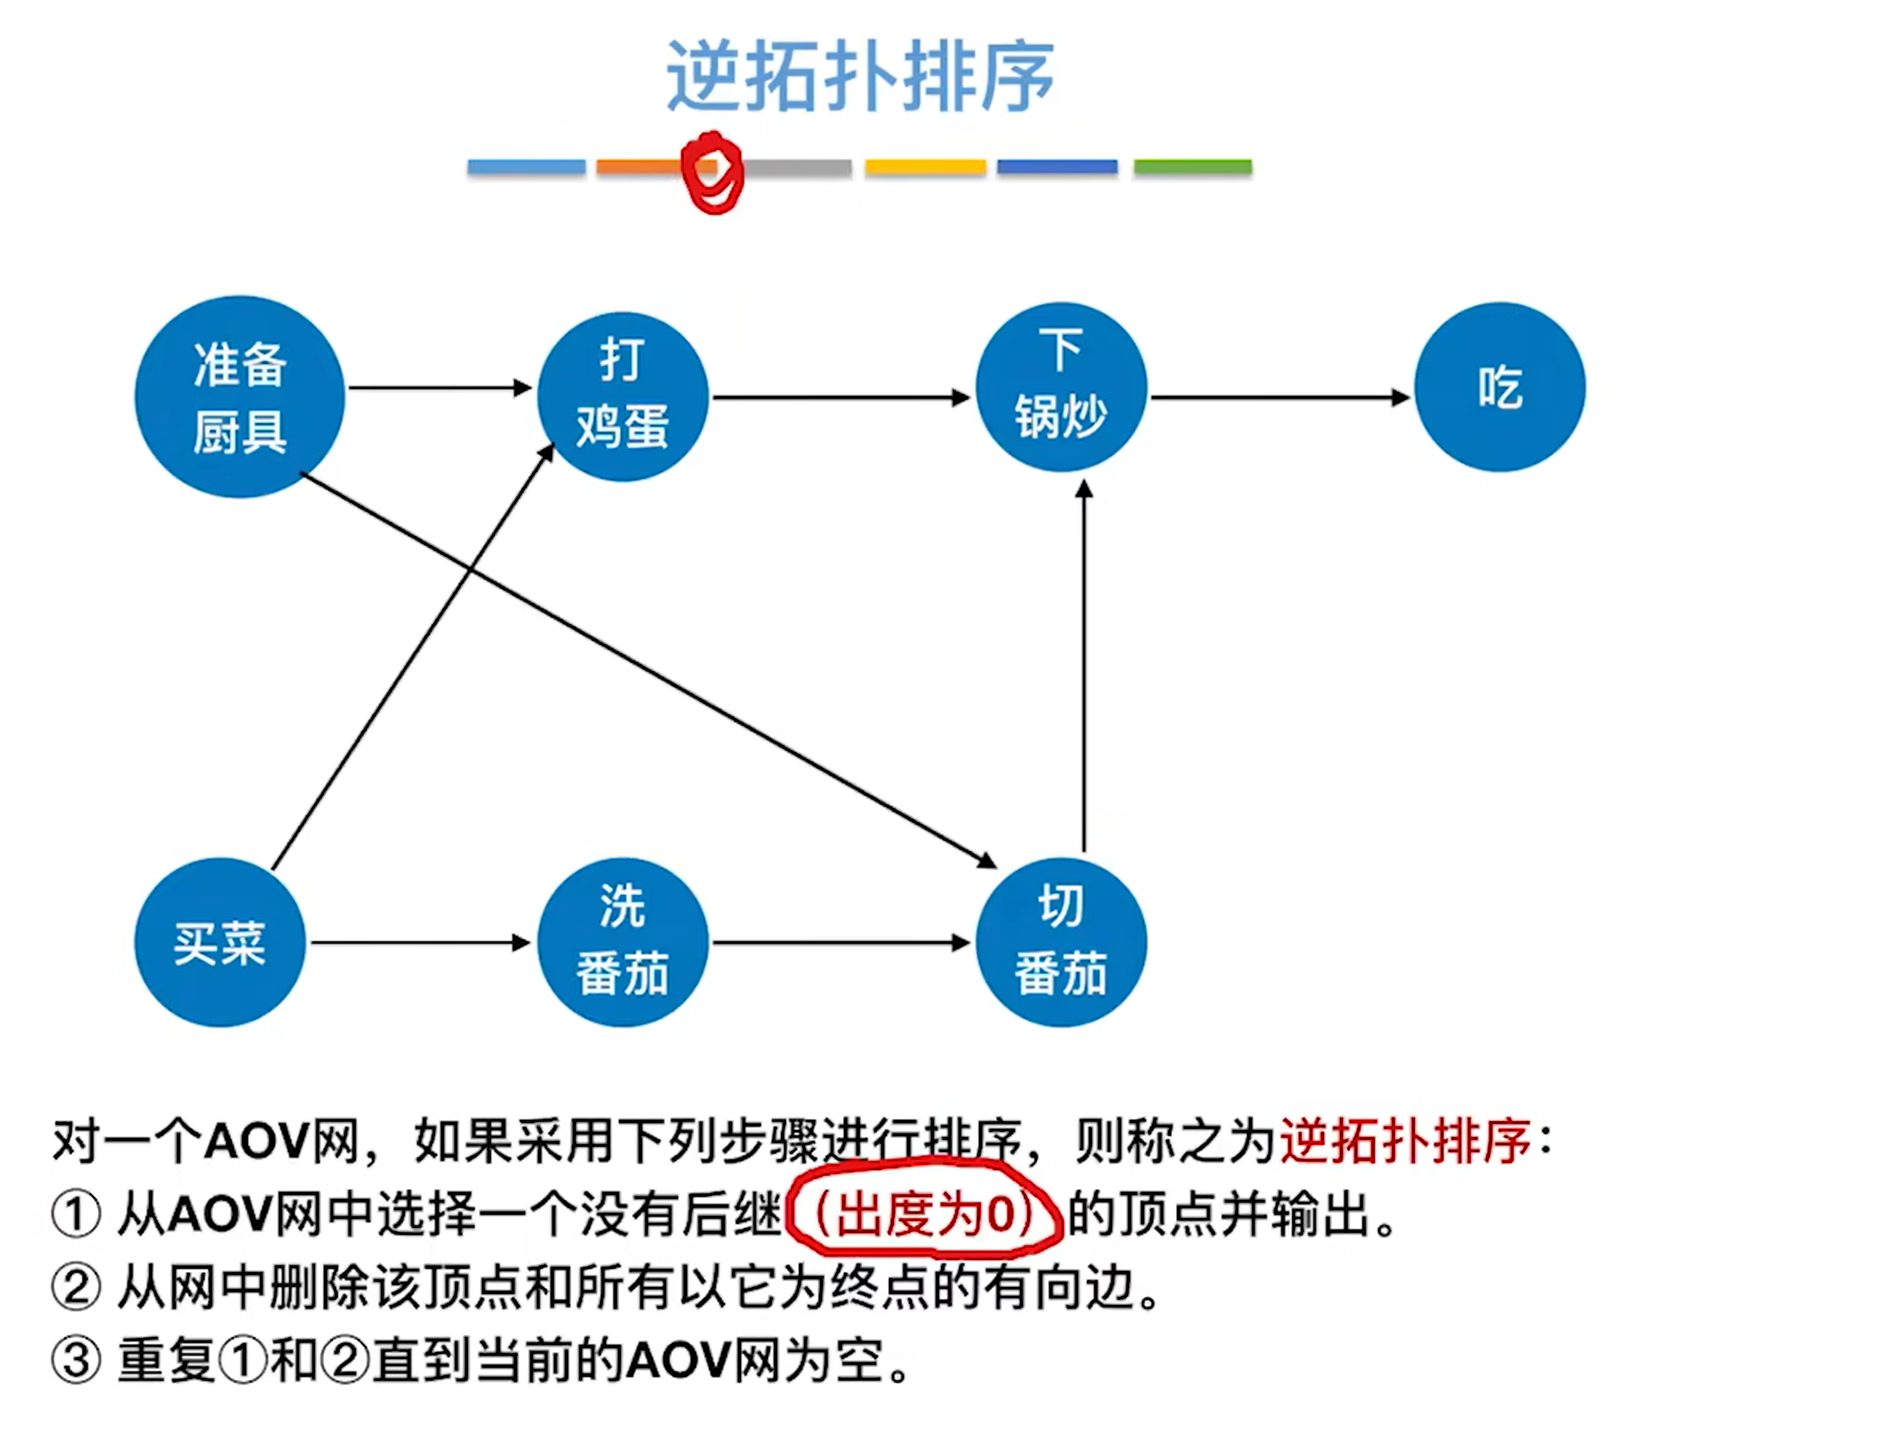 逆拓扑排序
准备
厨具
打
鸡蛋
下
锅炒
吃
买菜
洗
番茄
切
番茄
对一个AOV网，如果采用下列步骤进行排序，则称之为逆拓扑排序：
① 从AOV网中选择一个没有后继（出度为0）的顶点并输出。
② 从网中删除该顶点和所有以它为终点的有向边。
③ 重复①和②直到当前的AOV网为空。